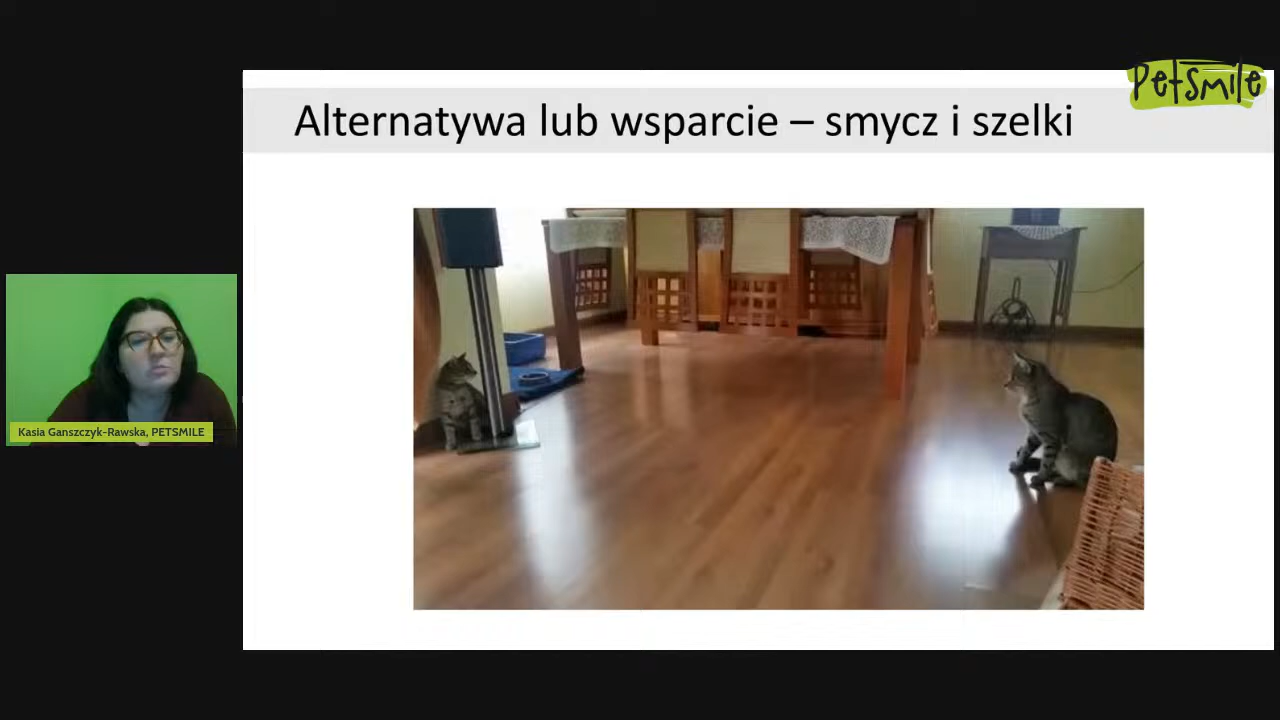 PetSmile
Alternatywa lub wsparcie – smycz i szelki
Kasia Ganszczyk-Rawska, PETSMILE